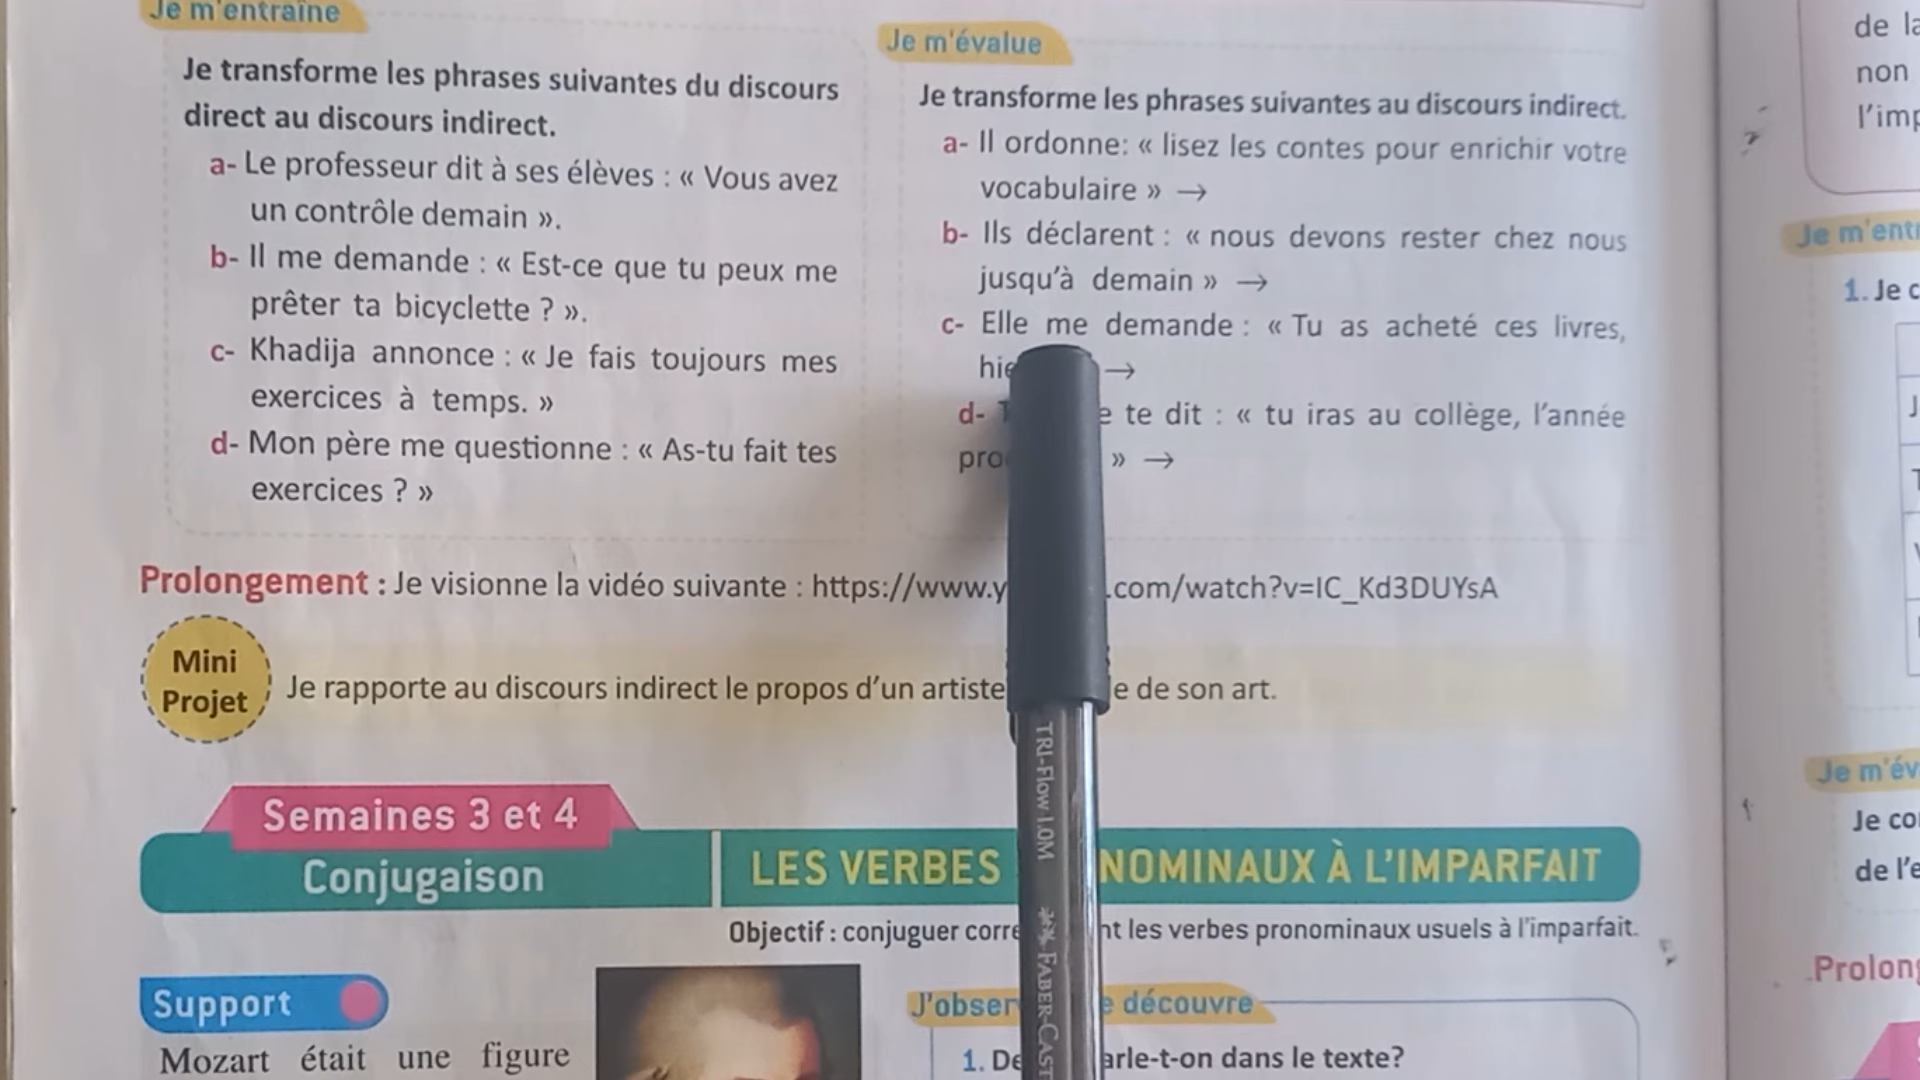 Je m'entraîne
Je transforme les phrases suivantes du discours
direct au discours indirect.
a- Le professeur dit à ses élèves : « Vous avez
un contrôle demain ».
b- Il me demande : « Est-ce que tu peux me
prêter ta bicyclette ? ».
c- Khadija annonce : « Je fais toujours mes
exercices à temps. »
d- Mon père me questionne : « As-tu fait tes
exercices ? »
Je m'évalue
Je transforme les phrases suivantes au discours indirect.
a- Il ordonne: « lisez les contes pour enrichir votre
vocabulaire » →
b- Ils déclarent : « nous devons rester chez nous
jusqu'à demain » →
c- Elle me demande : « Tu as acheté ces livres,
→
d- te dit : « tu iras au collège, l'année
» →
Prolongement : Je visionne la vidéo suivante : https://www.y .com/watch?v=IC_Kd3DUYsA
Mini
Projet
Je rapporte au discours indirect le propos d'un artiste de son art.
Semaines 3 et 4
Conjugaison
LES VERBES NOMINAUX À L'IMPARFAIT
Objectif : conjuguer les verbes pronominaux usuels à l'imparfait.
Support
Mozart était une figure
J'obser découvre
1. arle-t-on dans le texte?
TRI-Flow 1.0M FABER-CAST
de la
non
l'imp
Je m'entr
1. Je c
Je m'év
Je co
de l'e
Prolong